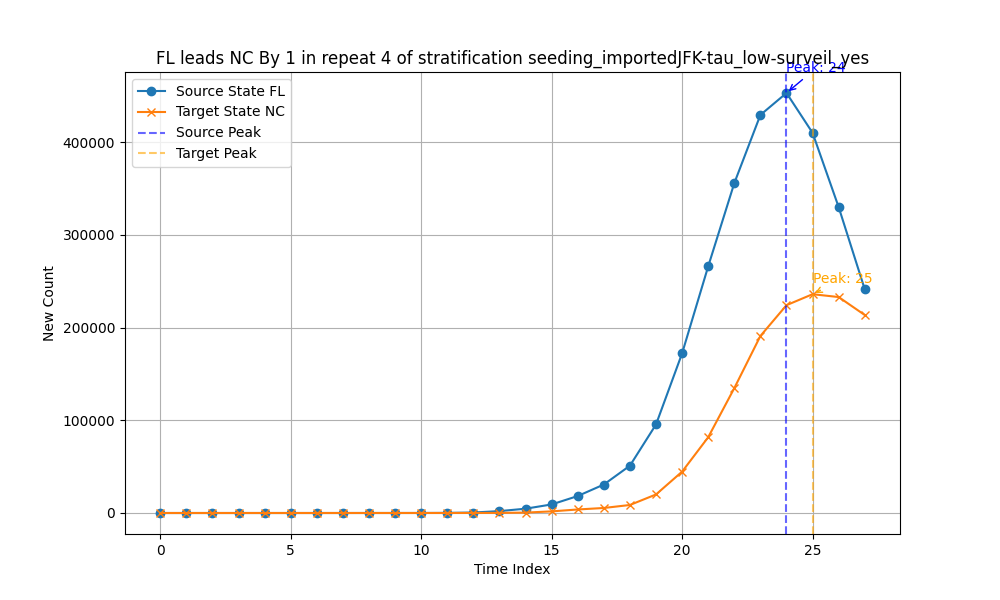 FL leads NC By 1 in repeat 4 of stratification seeding_importedJFK-tau_low-surveil_yes
Peak: 24
Source State FL
Target State NC
Source Peak
Target Peak
Peak: 25
New Count
400000
300000
200000
100000
0
0 5 10 15 20 25
Time Index